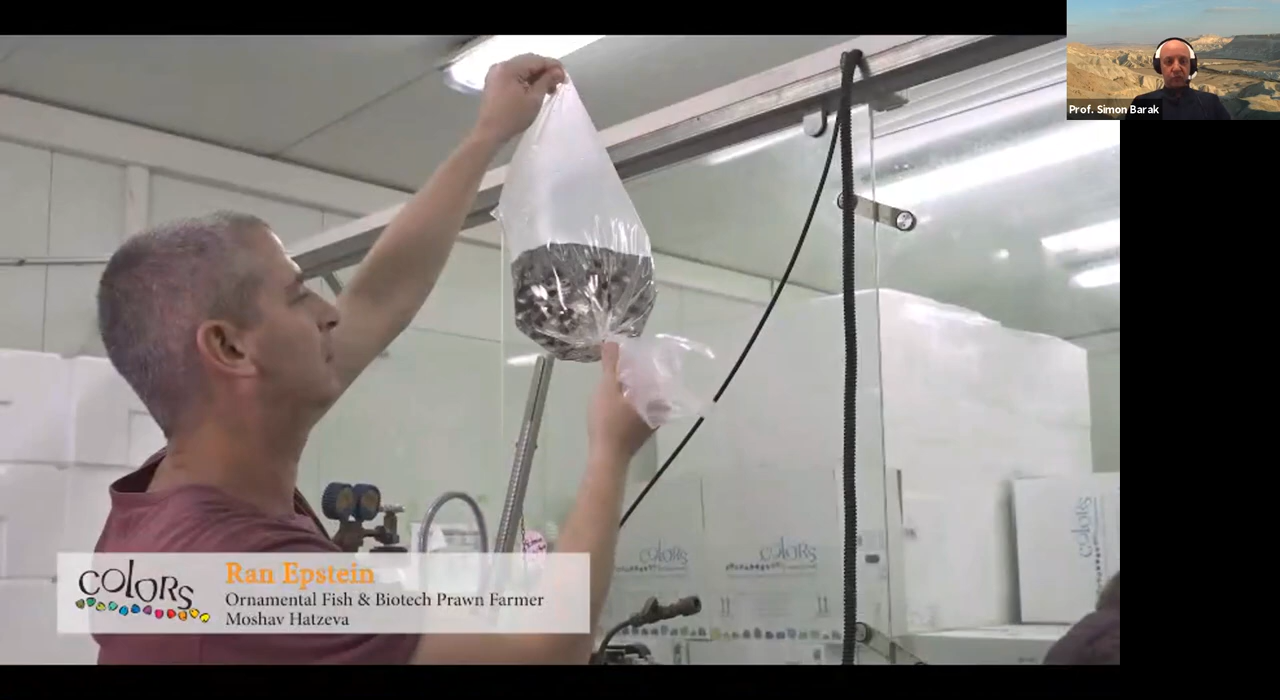 Prof. Simon Barak
colors
colors
colors
colors
Ran Epstein
Ornamental Fish & Biotech Prawn Farmer
Moshav Hatzeva